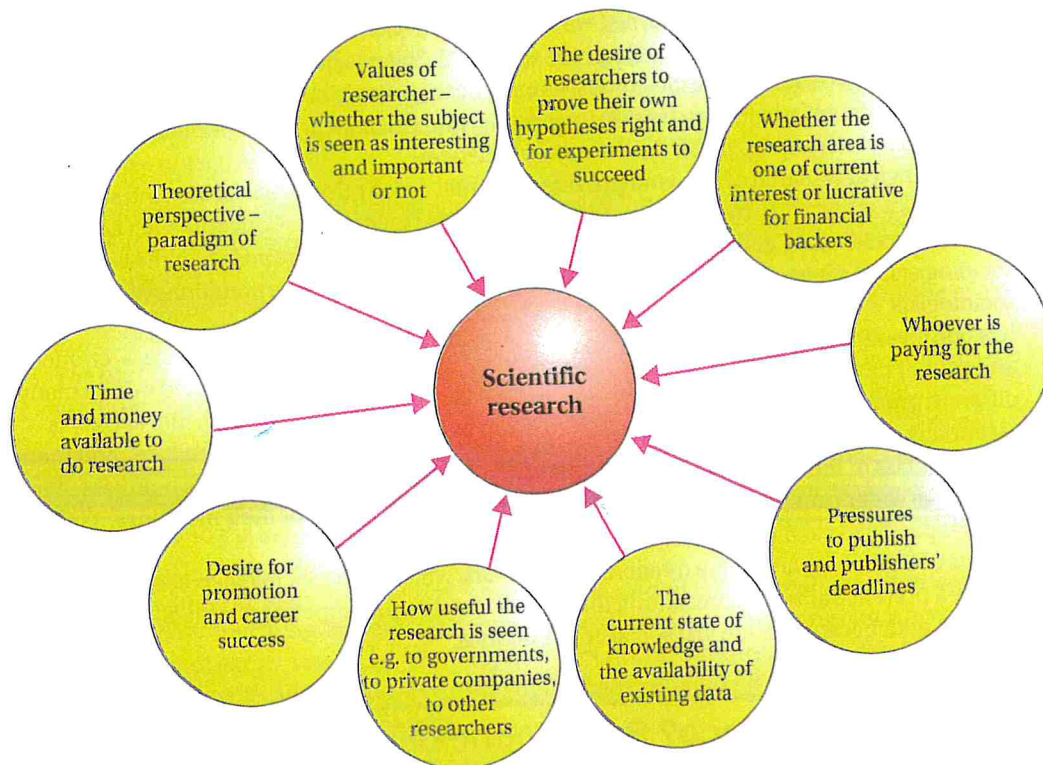 Values of
researcher –
whether the subject
is seen as interesting
and important
or not
The desire of
researchers to
prove their own
hypotheses right and
for experiments to
succeed
Whether the
research area is
one of current
interest or lucrative
for financial
backers
Whoever is
paying for the
research
Pressures
to publish
and publishers'
deadlines
The
current state of
knowledge and
the availability of
existing data
How useful the
research is seen
e.g. to governments,
to private companies,
to other
researchers
Desire for
promotion
and career
success
Time
and money
available to
do research
Theoretical
perspective –
paradigm of
research
Scientific
research